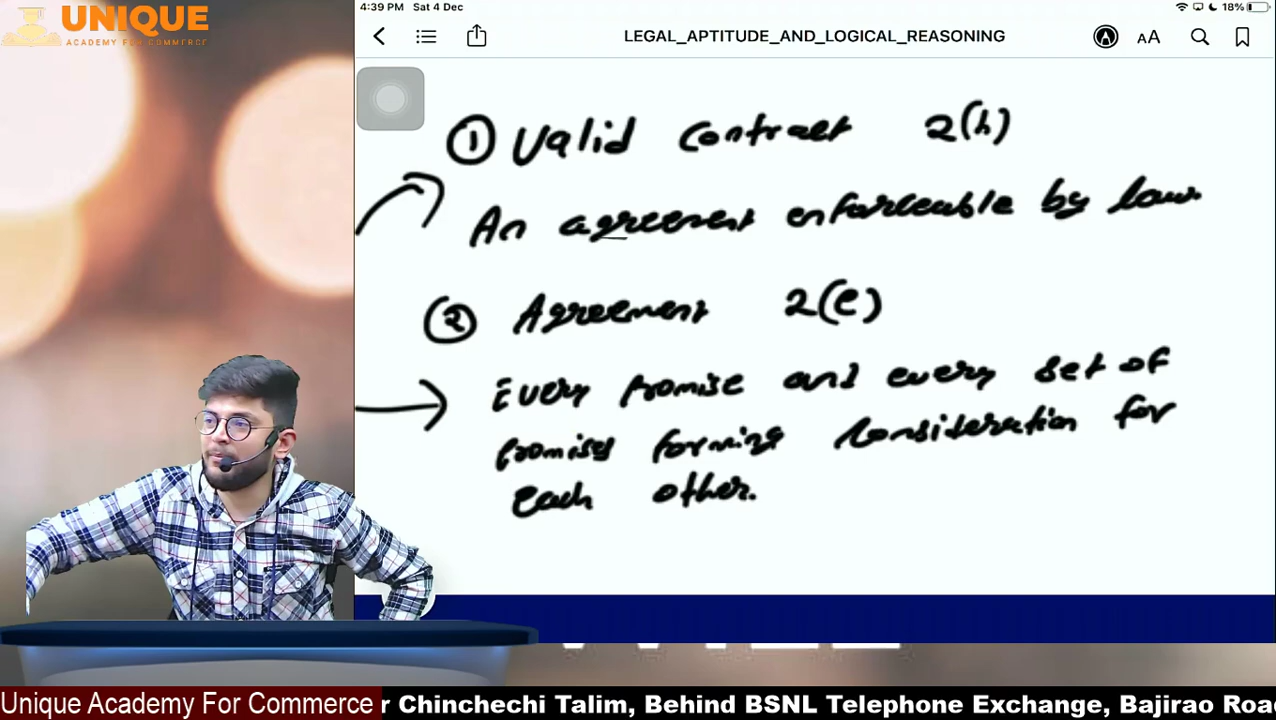 UNIQUE
ACADEMY FOR COMMERCE
4:39 PM Sat 4 Dec
18%
LEGAL_APTITUDE_AND_LOGICAL_REASONING
AA
① Valid contract 2(h)
An agreement enforceable by law.
② Agreement 2(e)
Every promise and every set of
promises forming consideration for
each other.
Unique Academy For Commerce
r Chinchechi Talim, Behind BSNL Telephone Exchange, Bajirao Roa